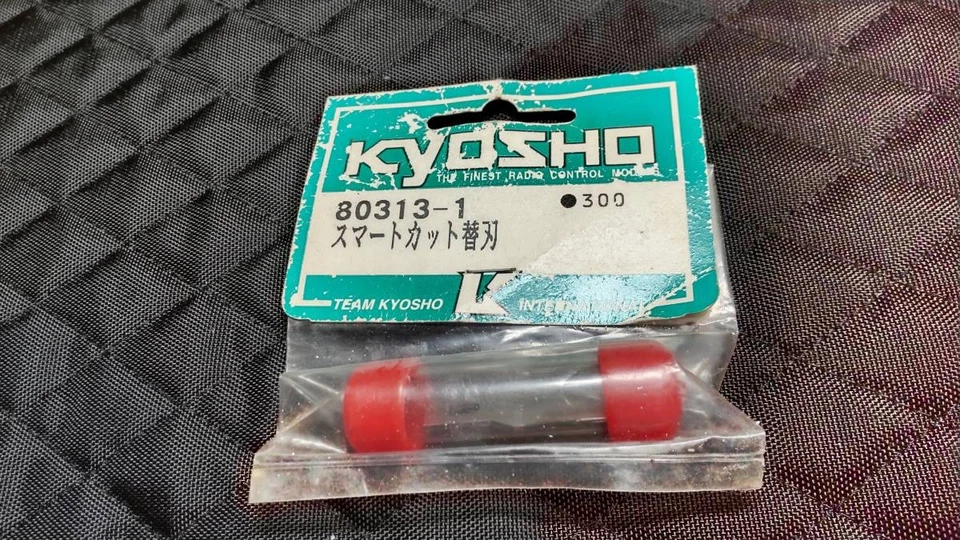 KYOSHO
THE FINEST RADIO CONTROL MODELS
80313-1 ●300
スマートカット替刃
TEAM KYOSHO K INTERNATIONAL